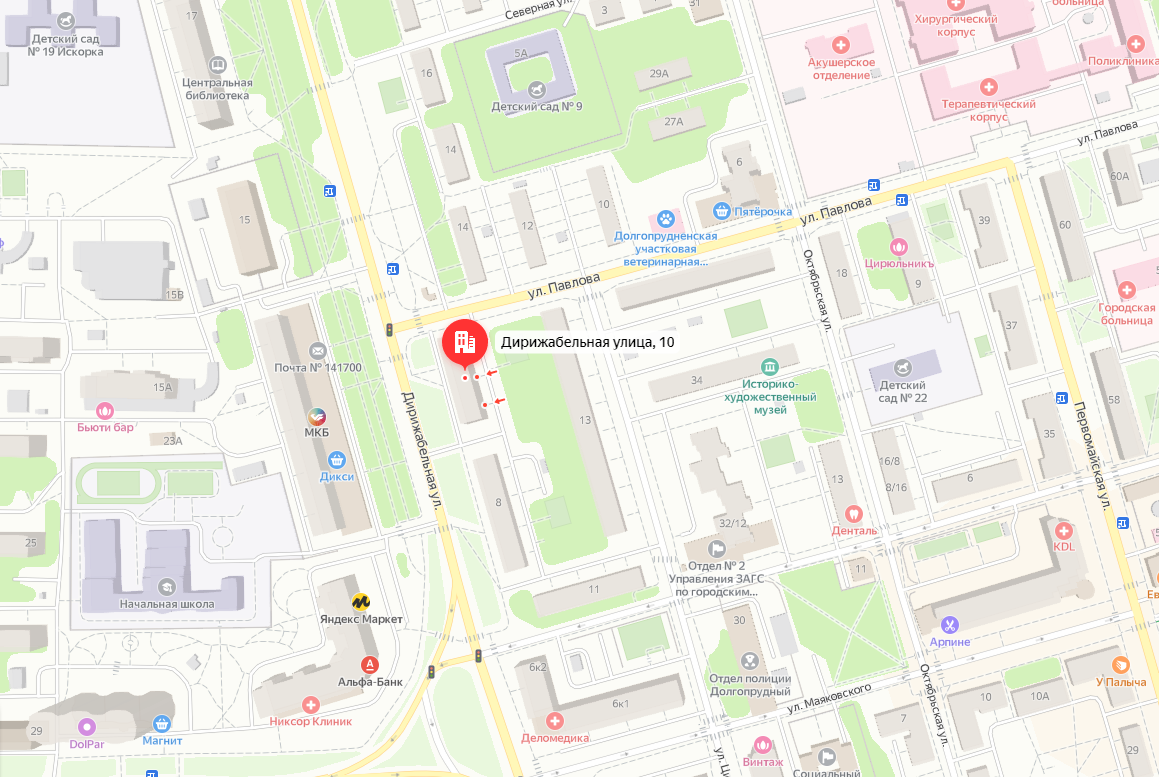 Северная ул.
3
31
больница
Хирургический
корпус
Детский сад
№ 19 Искорка
17
5А
Акушерское
отделение
Поликлиника
Центральная
библиотека
16
29А
Детский сад № 9
Терапевтический
корпус
27А
ул. Павлова
14
6
60А
15
10
12
14
Пятёрочка
ул. Павлова
39
60
Долгопрудненская
участковая
ветеринарная...
Цирюльникъ
18
9
15Б
ул. Павлова
Октябрьская ул.
Городская
больница
Дирижабельная улица, 10
Почта № 141700
34
Историко-
художественный
музей
Детский
сад № 22
15А
Бьюти бар
23А
МКБ
Дирижабельная ул.
13
Первомайская ул.
58
35
Дикси
16/8
8/16
13
6
8
32/12
Денталь
KDL
25
11
Отдел № 2
Управления ЗАГС
по городским...
11
Начальная школа
Яндекс Маркет
30
Арпине
Альфа-Банк
6к2
6к1
Отдел полиции
Долгопрудный
ул. Маяковского
Октябрьская ул.
У Палыча
10
10А
Никсор Клиник
29
DolPar
Магнит
Деломедика
7
29
Винтаж
Социальный